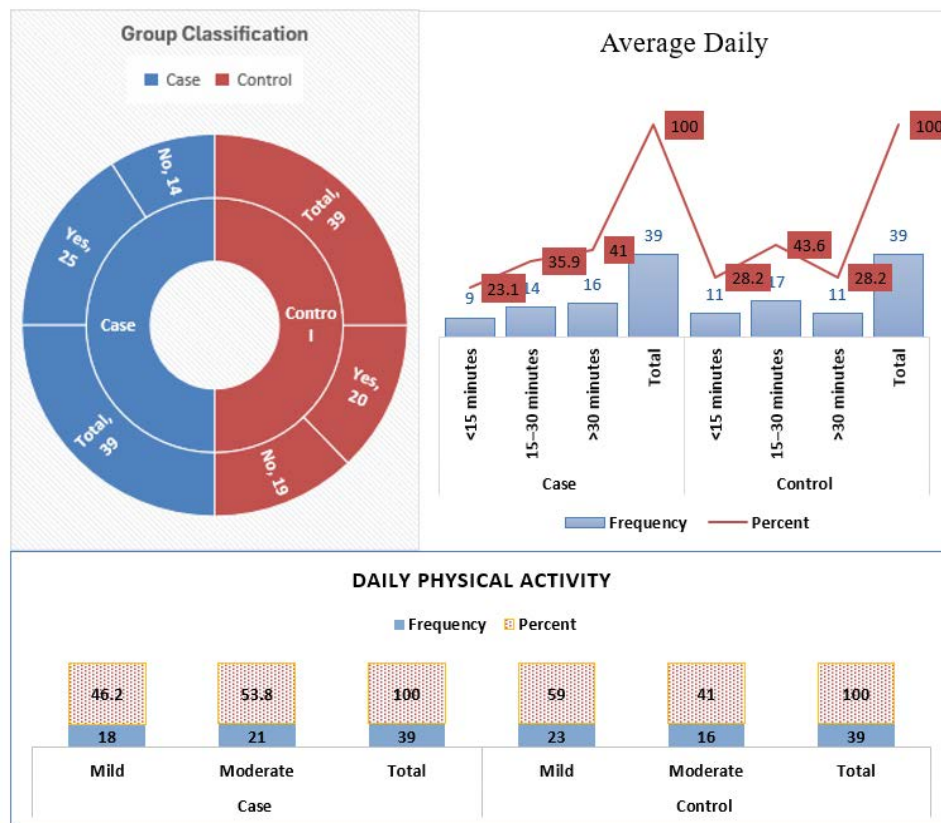 Group Classification
Case Control
No, 14
Total,
39
Yes,
25
Case
Contro
l
Total,
39
Yes,
20
No, 19
Average Daily
100 100
39 39
43.6
41
35.9
28.2 28.2
23.1
9 14 16 11 17 11
<15 minutes
15–30 minutes
>30 minutes
Total
<15 minutes
15–30 minutes
>30 minutes
Total
Case Control
Frequency Percent
DAILY PHYSICAL ACTIVITY
Frequency Percent
46.2 53.8 100 59 41 100
18 21 39 23 16 39
Mild Moderate Total Mild Moderate Total
Case Control